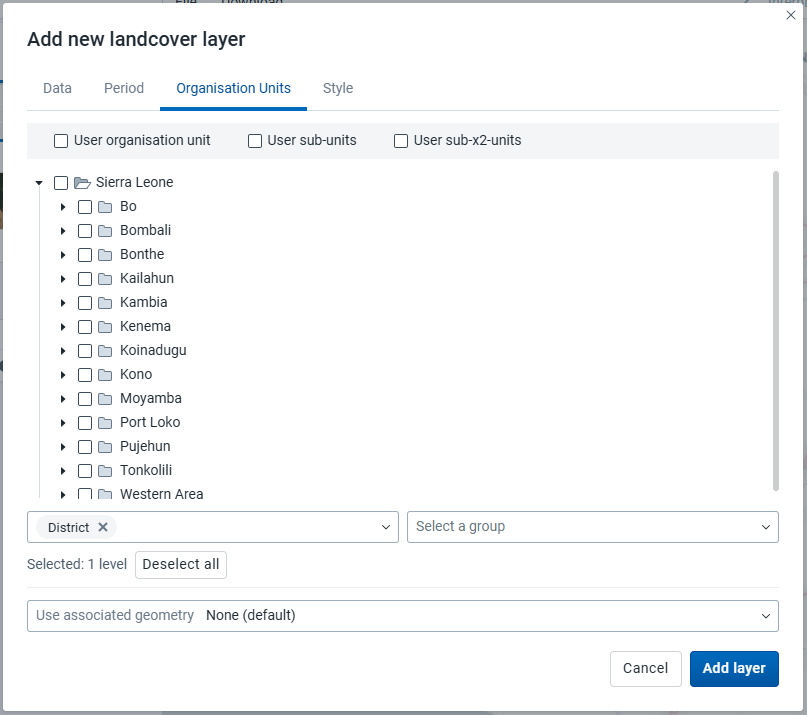 File Download
Add new landcover layer
Data Period Organisation Units Style
User organisation unit User sub-units User sub-x2-units
Sierra Leone
Bo
Bombali
Bonthe
Kailahun
Kambia
Kenema
Koinadugu
Kono
Moyamba
Port Loko
Pujehun
Tonkolili
Western Area
District Select a group
Selected: 1 level Deselect all
Use associated geometry None (default)
Cancel Add layer